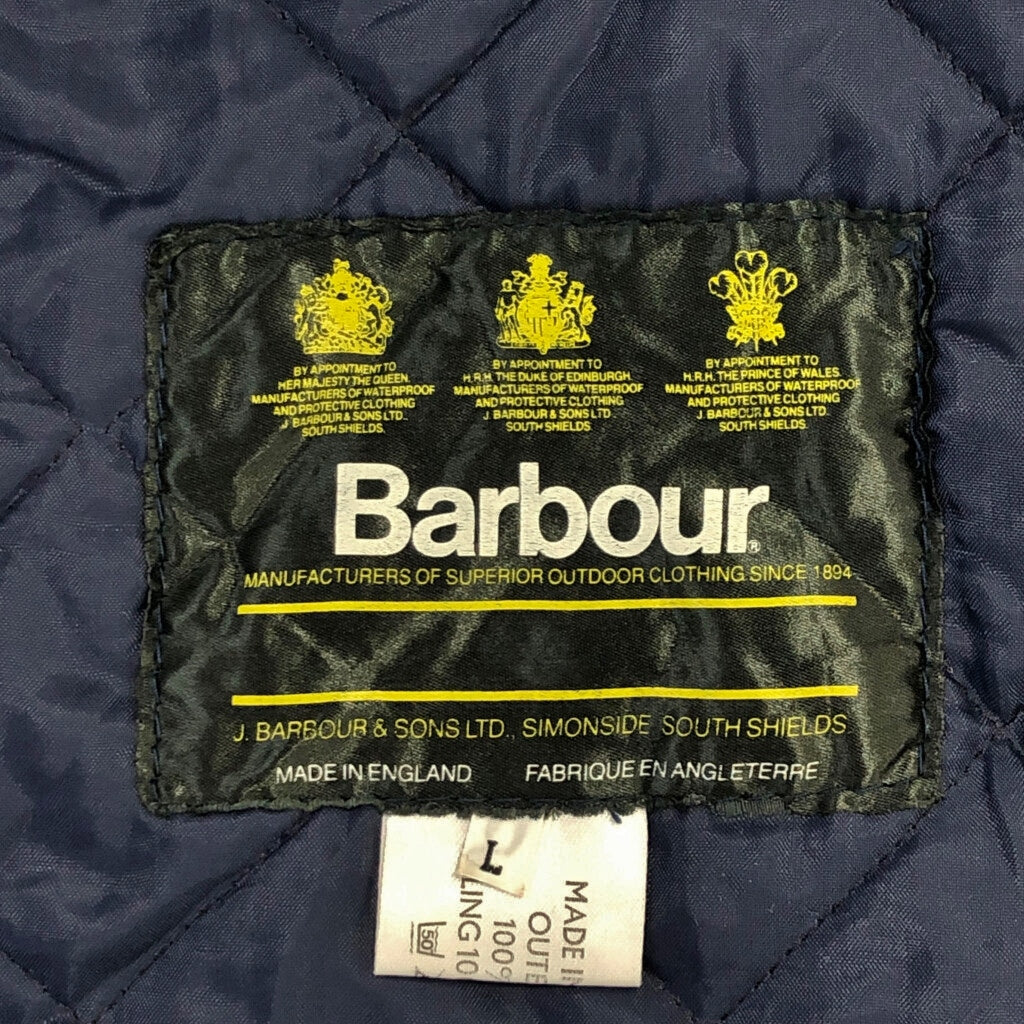 BY APPOINTMENT TO
HER MAJESTY THE QUEEN.
MANUFACTURERS OF WATERPROOF
AND PROTECTIVE CLOTHING
J. BARBOUR & SONS LTD.
SOUTH SHIELDS.
BY APPOINTMENT TO
H.R.H. THE DUKE OF EDINBURGH.
MANUFACTURERS OF WATERPROOF
AND PROTECTIVE CLOTHING
J. BARBOUR & SONS LTD.
SOUTH SHIELDS.
BY APPOINTMENT TO
H.R.H. THE PRINCE OF WALES.
MANUFACTURERS OF WATERPROOF
AND PROTECTIVE CLOTHING
J. BARBOUR & SONS LTD.
SOUTH SHIELDS.
Barbour®
MANUFACTURERS OF SUPERIOR OUTDOOR CLOTHING SINCE 1894
J. BARBOUR & SONS LTD., SIMONSIDE SOUTH SHIELDS
MADE IN ENGLAND FABRIQUE EN ANGLETERRE
L
MADE IN
OUTE
100%
LING 10
50